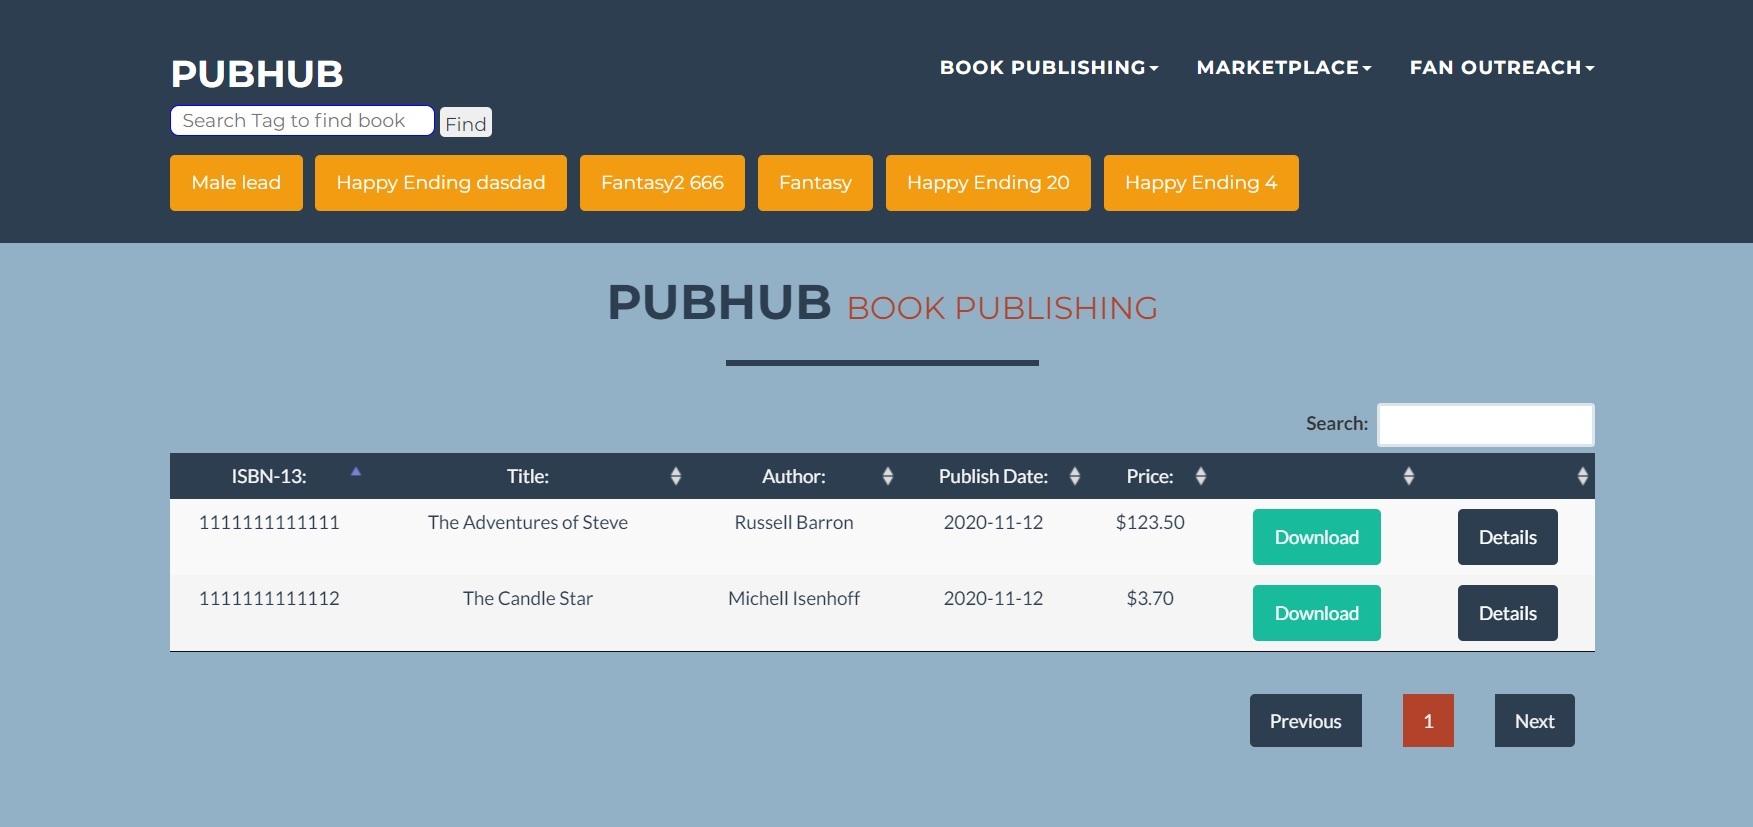 PUBHUB
BOOK PUBLISHING MARKETPLACE FAN OUTREACH
Search Tag to find book Find
Male lead Happy Ending dasdad Fantasy2 666 Fantasy Happy Ending 20 Happy Ending 4
PUBHUB BOOK PUBLISHING
Search:
ISBN-13: Title: Author: Publish Date: Price:
1111111111111 The Adventures of Steve Russell Barron 2020-11-12 $123.50 Download Details
1111111111112 The Candle Star Michell Isenhoff 2020-11-12 $3.70 Download Details
Previous 1 Next